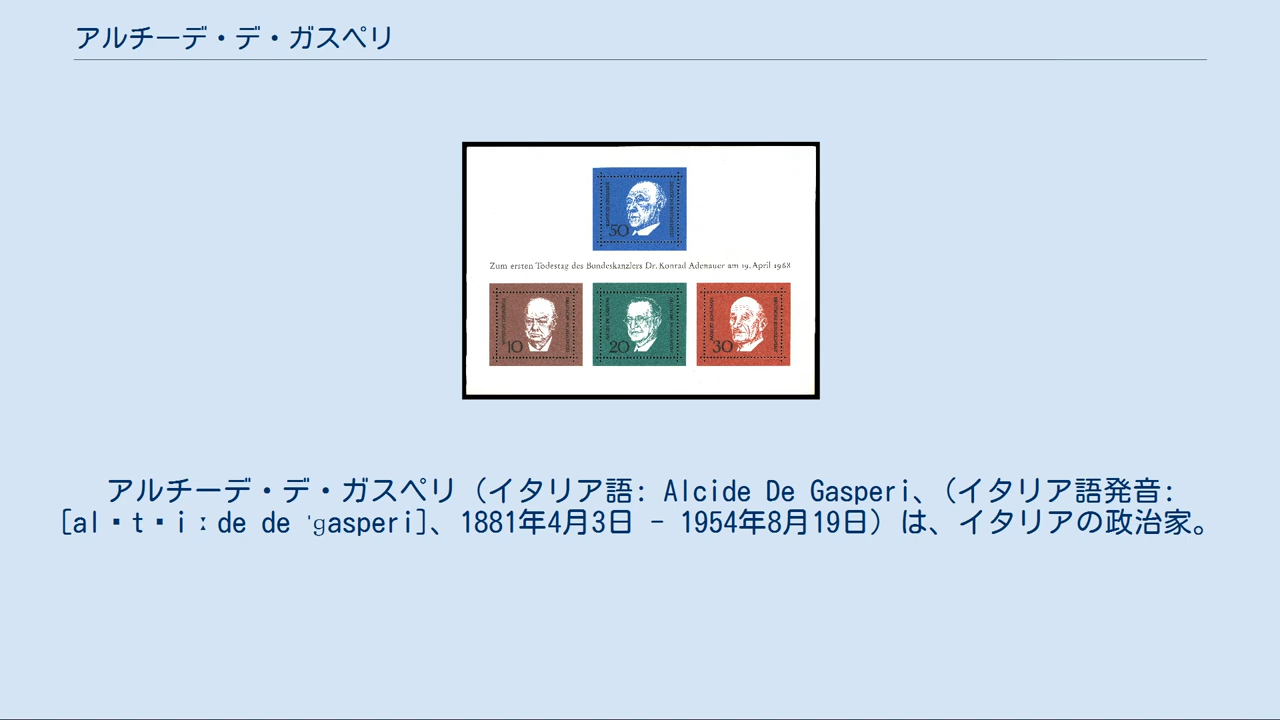 アルチーデ・デ・ガスペリ
50
Zum ersten Todestag des Bundeskanzlers Dr. Konrad Adenauer am 19. April 1968
10
20
30
アルチーデ・デ・ガスペリ（イタリア語: Alcide De Gasperi、（イタリア語発音:
[al▪t▪iːde de ˈɡasperi]、1881年4月3日 - 1954年8月19日）は、イタリアの政治家。